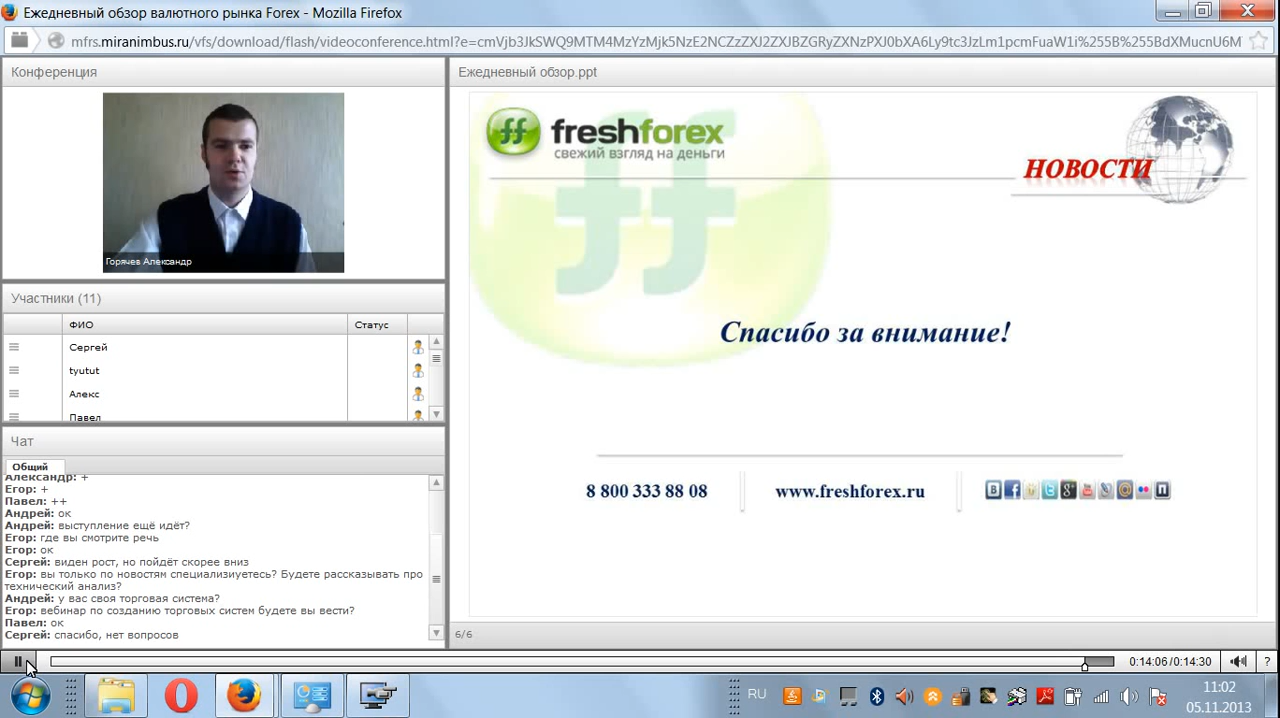 Ежедневный обзор валютного рынка Forex - Mozilla Firefox
mfrs.miranimbus.ru/vfs/download/flash/videoconference.html?e=cmVjb3JkSWQ9MTM4MzYzMjk5NzE2NCZzZXJ2ZXJBZGRyZXNzPXJ0bXA6Ly9tc3JzLm1pcmFuaW1i%255B%255BdXMucnU6M
Конференция
Горячев Александр
Участники (11)
ФИО Статус
Сергей
tyutut
Алекс
Павел
Чат
Общий
Александр: +
Егор: +
Павел: ++
Андрей: ок
Андрей: выступление ещё идёт?
Егор: где вы смотрите речь
Егор: ок
Сергей: виден рост, но пойдёт скорее вниз
Егор: вы только по новостям специализиуетесь? Будете рассказывать про
технический анализ?
Андрей: у вас своя торговая система?
Егор: вебинар по созданию торговых систем будете вы вести?
Павел: ок
Сергей: спасибо, нет вопросов
Ежедневный обзор.ppt
ff freshforex
свежий взгляд на деньги
НОВОСТИ
Спасибо за внимание!
8 800 333 88 08 www.freshforex.ru
6/6
0:14:06/0:14:30 ?
RU
11:02
05.11.2013